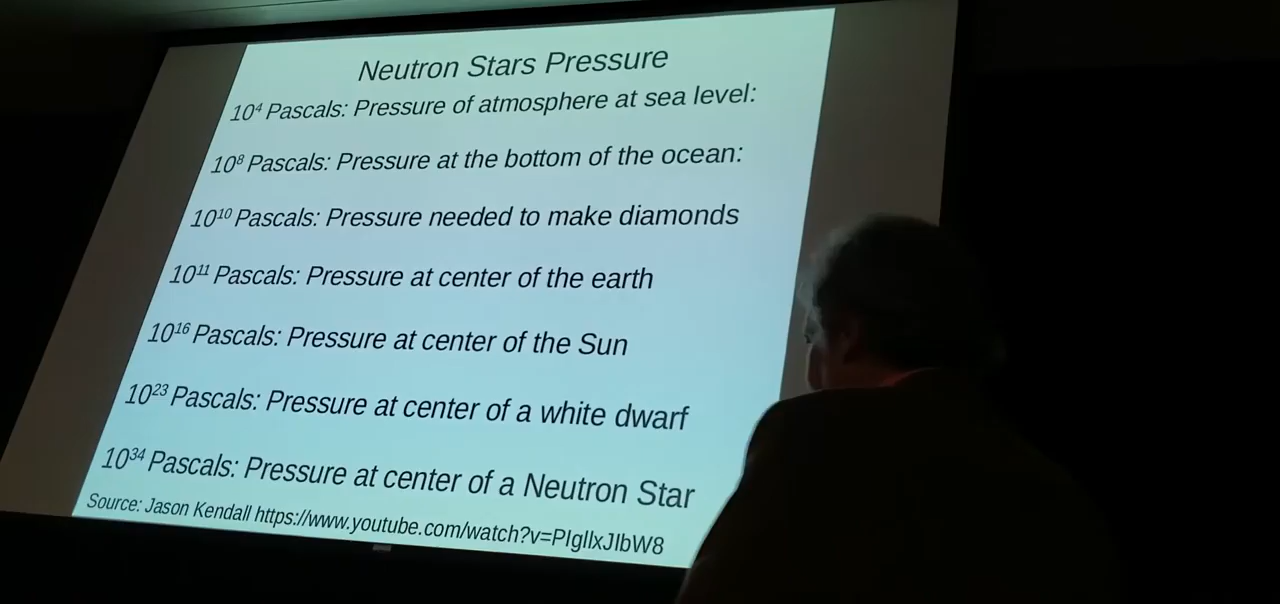 Neutron Stars Pressure
10⁴ Pascals: Pressure of atmosphere at sea level:
10⁸ Pascals: Pressure at the bottom of the ocean:
10¹⁰ Pascals: Pressure needed to make diamonds
10¹¹ Pascals: Pressure at center of the earth
10¹⁶ Pascals: Pressure at center of the Sun
10²³ Pascals: Pressure at center of a white dwarf
10³⁴ Pascals: Pressure at center of a Neutron Star
Source: Jason Kendall https://www.youtube.com/watch?v=PIgllxJIbW8